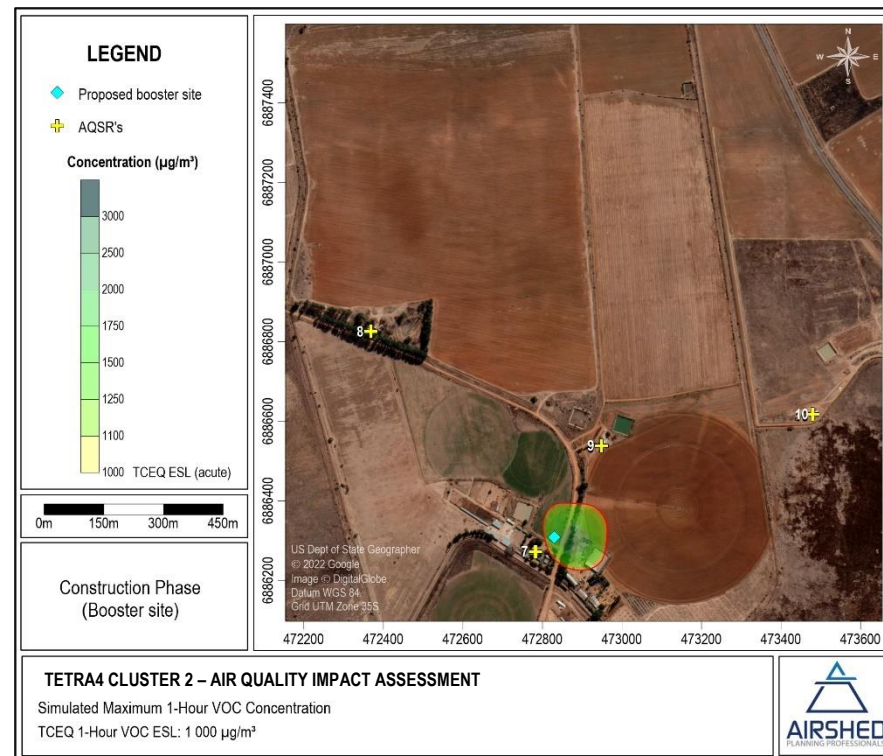 LEGEND
Proposed booster site
AQSR's
Concentration (µg/m³)
3000
2500
2000
1750
1500
1250
1100
1000 TCEQ ESL (acute)
0m 150m 300m 450m
Construction Phase
(Booster site)
N
W E
S
6887400
6887200
6887000
6886800
6886600
6886400
6886200
8
9
10
7
US Dept of State Geographer
© 2022 Google
Image © DigitalGlobe
Datum WGS 84
Grid UTM Zone 35S
472200 472400 472600 472800 473000 473200 473400 473600
TETRA4 CLUSTER 2 – AIR QUALITY IMPACT ASSESSMENT
Simulated Maximum 1-Hour VOC Concentration
TCEQ 1-Hour VOC ESL: 1 000 µg/m³
AIRSHED
PLANNING PROFESSIONALS